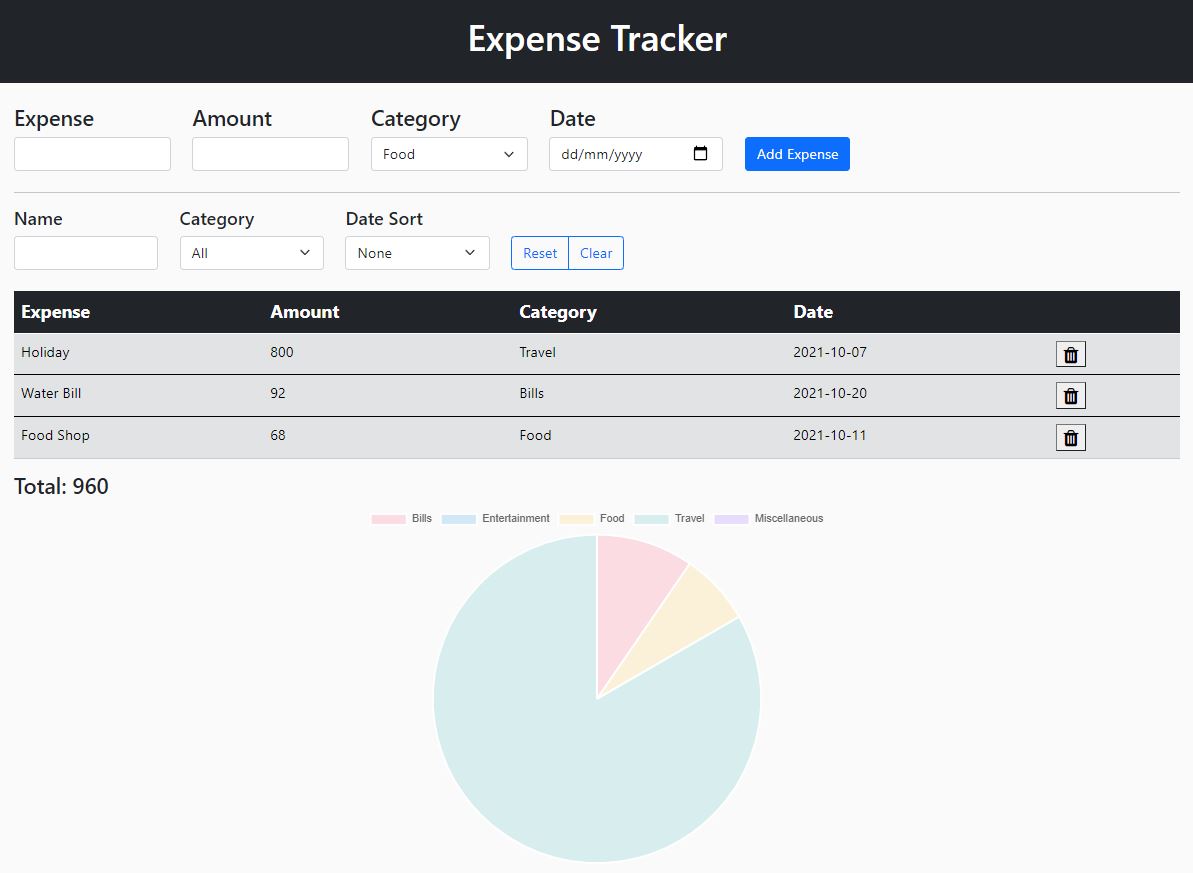 Expense Tracker
Expense Amount Category Date
Food dd/mm/yyyy Add Expense
Name Category Date Sort
All None Reset Clear
Expense Amount Category Date
Holiday 800 Travel 2021-10-07
Water Bill 92 Bills 2021-10-20
Food Shop 68 Food 2021-10-11
Total: 960
Bills Entertainment Food Travel Miscellaneous